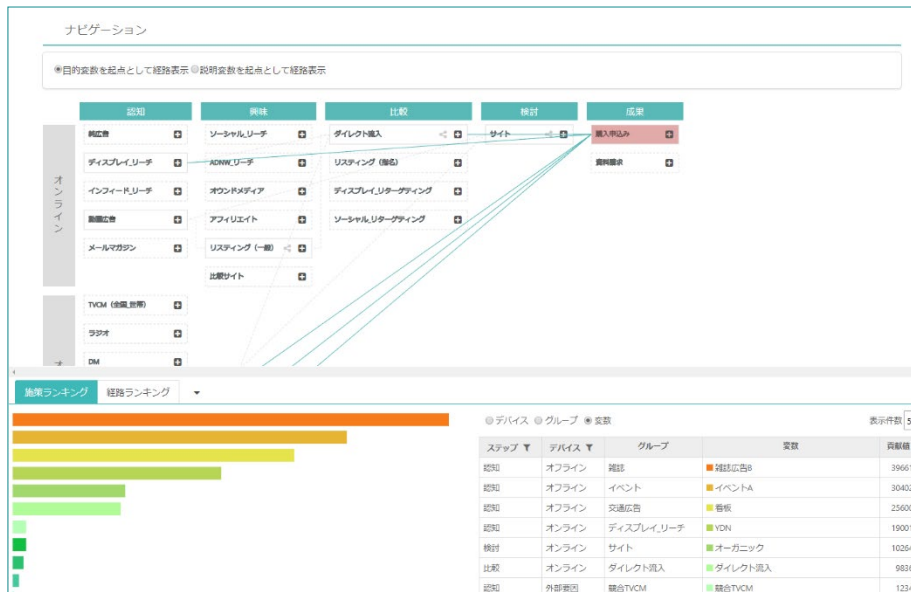 ナビゲーション
目的変数を起点として経路表示 説明変数を起点として経路表示
認知 興味 比較 検討 成果
オンライン
純広告 ソーシャル_リーチ ダイレクト流入 サイト 購入申込み
ディスプレイ_リーチ ADNW_リーチ リスティング（指名） 資料請求
インフィード_リーチ オウンドメディア ディスプレイ_リターゲティング
動画広告 アフィリエイト ソーシャル_リターゲティング
メールマガジン リスティング（一般）
比較サイト
TVCM（全国_世帯）
ラジオ
オ DM
施策ランキング 経路ランキング
デバイス グループ 変数 表示件数 5
ステップ デバイス グループ 変数 貢献値
認知 オフライン 雑誌 雑誌広告B 39661
認知 オフライン イベント イベントA 30402
認知 オフライン 交通広告 看板 25606
認知 オンライン ディスプレイ_リーチ YDN 19001
検討 オンライン サイト オーガニック 10264
比較 オンライン ダイレクト流入 ダイレクト流入 9836
認知 外部要因 競合TVCM 競合TVCM 1234